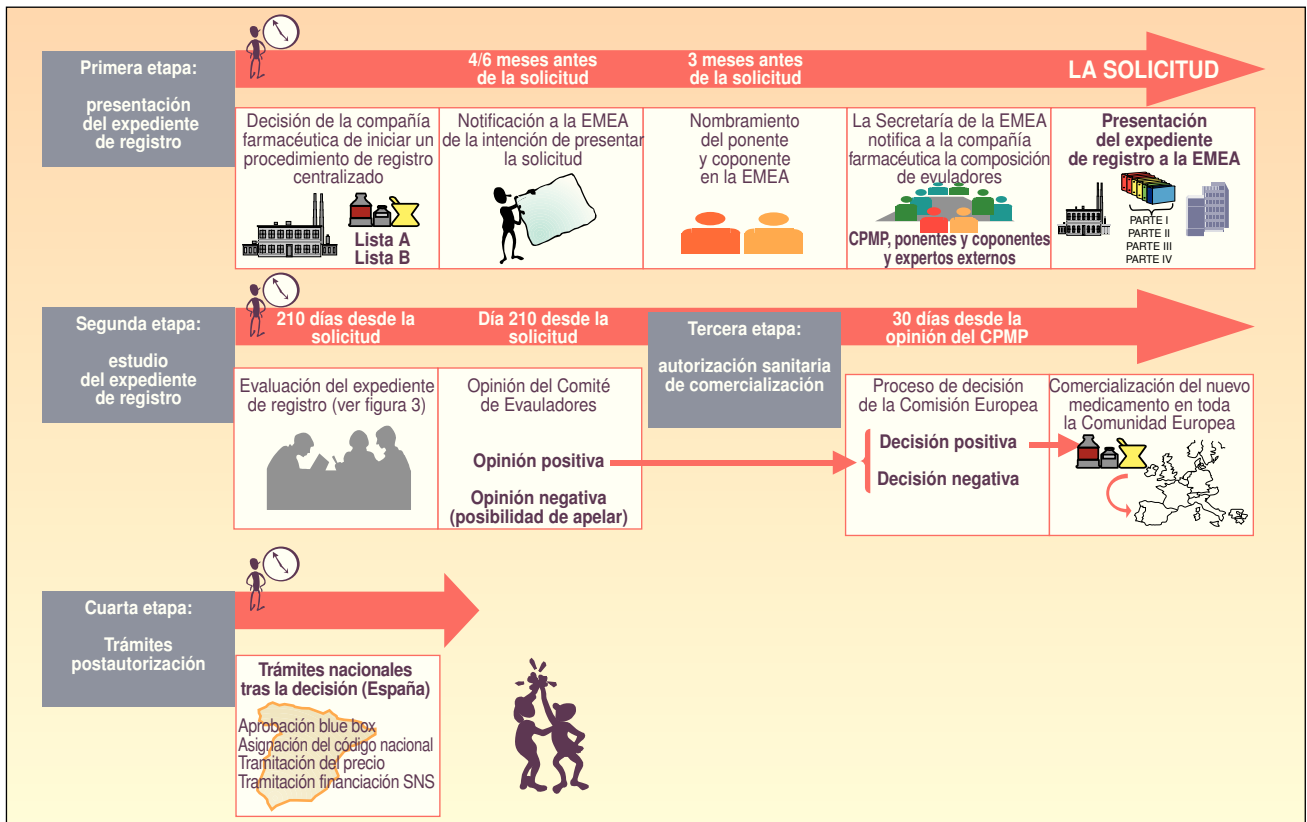 Primera etapa:
presentación
del expediente
de registro
4/6 meses antes
de la solicitud
3 meses antes
de la solicitud
LA SOLICITUD
Decisión de la compañía
farmacéutica de iniciar un
procedimiento de registro
centralizado
Lista A
Lista B
Notificación a la EMEA
de la intención de presentar
la solicitud
Nombramiento
del ponente
y coponente
en la EMEA
La Secretaría de la EMEA
notifica a la compañía
farmacéutica la composición
de evuladores
CPMP, ponentes y coponentes
y expertos externos
Presentación
del expediente
de registro a la EMEA
PARTE I
PARTE II
PARTE III
PARTE IV
Segunda etapa:
estudio
del expediente
de registro
210 días desde la
solicitud
Día 210 desde la
solicitud
Tercera etapa:
autorización sanitaria
de comercialización
30 días desde la
opinión del CPMP
Evaluación del expediente
de registro (ver figura 3)
Opinión del Comité
de Evauladores
Opinión positiva
Opinión negativa
(posibilidad de apelar)
Proceso de decisión
de la Comisión Europea
Decisión positiva
Decisión negativa
Comercialización del nuevo
medicamento en toda
la Comunidad Europea
Cuarta etapa:
Trámites
postautorización
Trámites nacionales
tras la decisión (España)
Aprobación blue box
Asignación del código nacional
Tramitación del precio
Tramitación financiación SNS